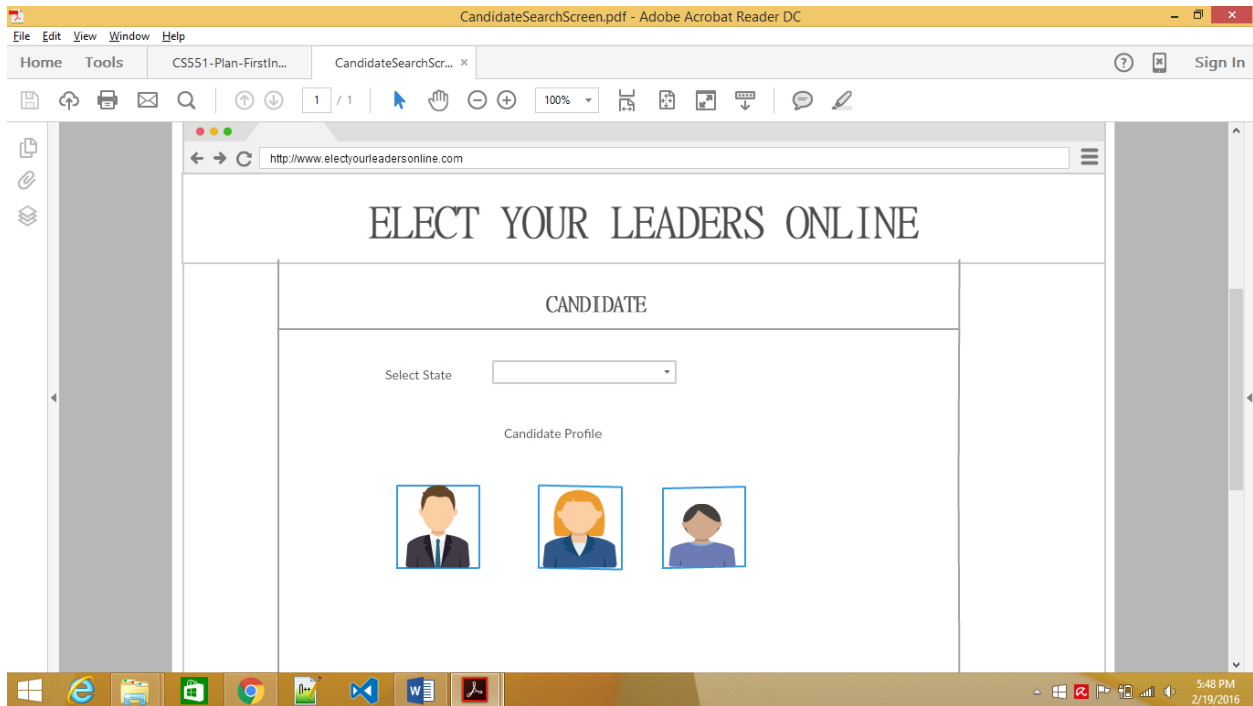 CandidateSearchScreen.pdf - Adobe Acrobat Reader DC
File Edit View Window Help
Home Tools CS551-Plan-FirstIn... CandidateSearchScr... × Sign In
1 / 1 100%
http://www.electyourleadersonline.com
ELECT YOUR LEADERS ONLINE
CANDIDATE
Select State
Candidate Profile
5:48 PM
2/19/2016